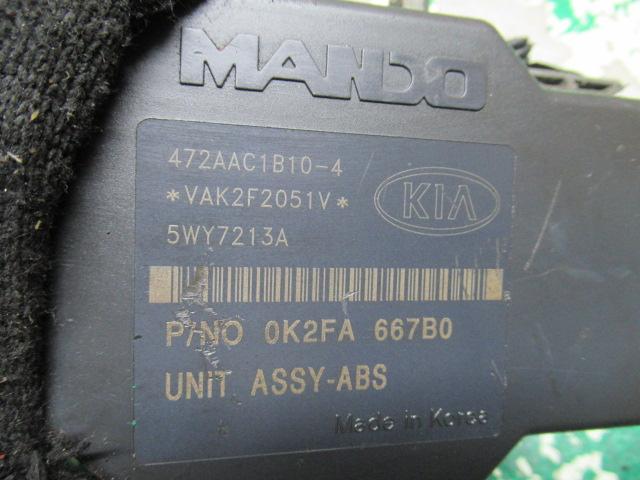 MANDO
472AAC1B10-4
*VAK2F2051V*
KIA
5WY7213A
P/NO 0K2FA 667B0
UNIT ASSY-ABS
Made in Korea